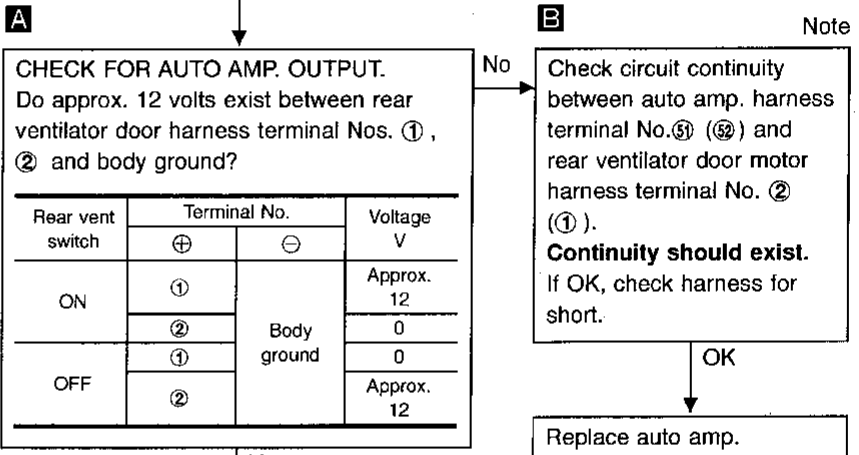 A
CHECK FOR AUTO AMP. OUTPUT.
Do approx. 12 volts exist between rear
ventilator door harness terminal Nos. ①,
② and body ground?
Rear vent switch
Terminal No.
Voltage V
⊕
⊖
ON
①
Body ground
Approx. 12
②
0
OFF
①
0
②
Approx. 12
No
B
Note
Check circuit continuity
between auto amp. harness
terminal No.㊿① (㊿②) and
rear ventilator door motor
harness terminal No. ②
(①).
Continuity should exist.
If OK, check harness for
short.
OK
Replace auto amp.